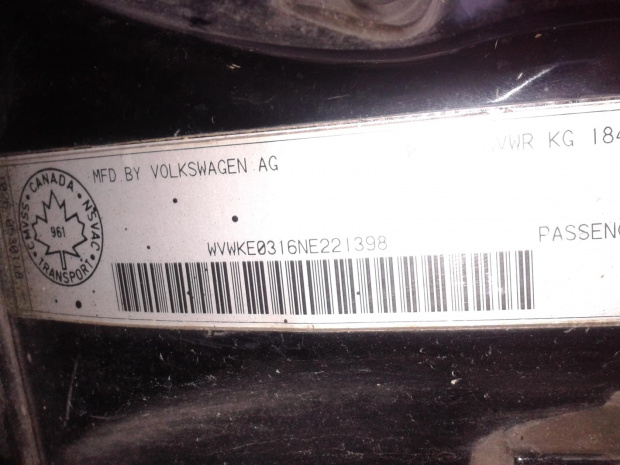 MFD. BY VOLKSWAGEN AG
VWR KG 184
CANADA
CMVSS · NSVAC
961
TRANSPORT
WVWKE0316NE221398
PASSENG